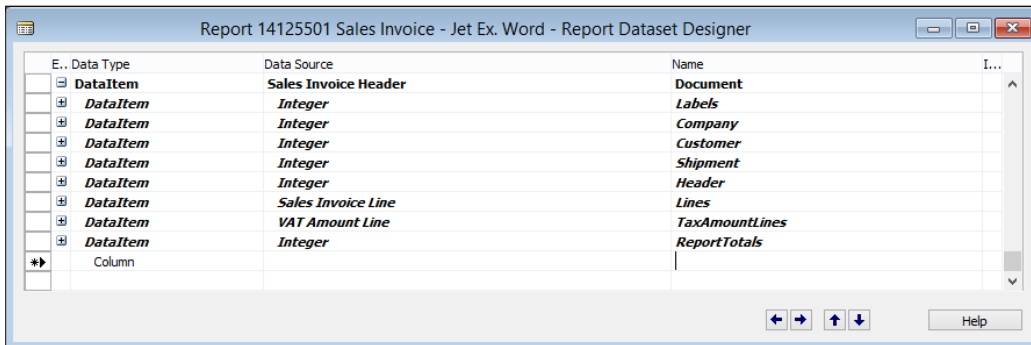 Report 14125501 Sales Invoice - Jet Ex. Word - Report Dataset Designer
E.. Data Type Data Source Name I...
DataItem Sales Invoice Header Document
DataItem Integer Labels
DataItem Integer Company
DataItem Integer Customer
DataItem Integer Shipment
DataItem Integer Header
DataItem Sales Invoice Line Lines
DataItem VAT Amount Line TaxAmountLines
DataItem Integer ReportTotals
Column
Help